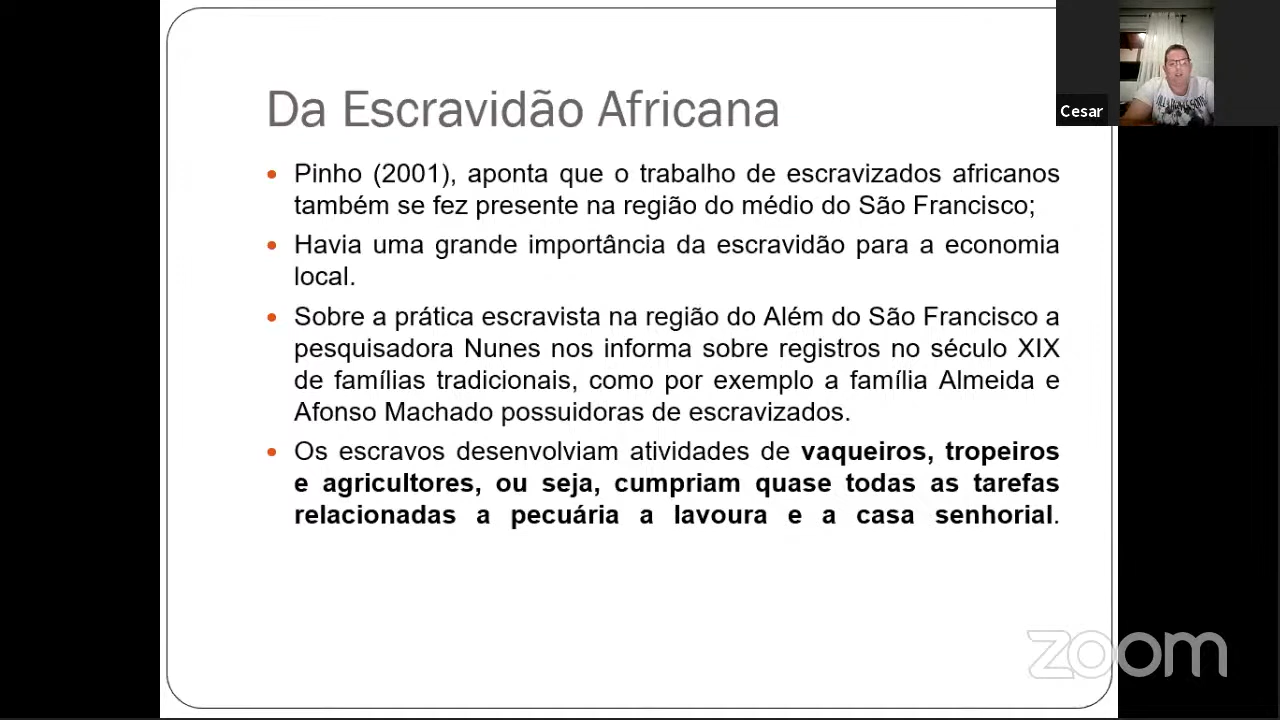 Da Escravidão Africana
Cesar
• Pinho (2001), aponta que o trabalho de escravizados africanos
também se fez presente na região do médio do São Francisco;
• Havia uma grande importância da escravidão para a economia
local.
• Sobre a prática escravista na região do Além do São Francisco a
pesquisadora Nunes nos informa sobre registros no século XIX
de famílias tradicionais, como por exemplo a família Almeida e
Afonso Machado possuidoras de escravizados.
• Os escravos desenvolviam atividades de vaqueiros, tropeiros
e agricultores, ou seja, cumpriam quase todas as tarefas
relacionadas a pecuária a lavoura e a casa senhorial.
zoom